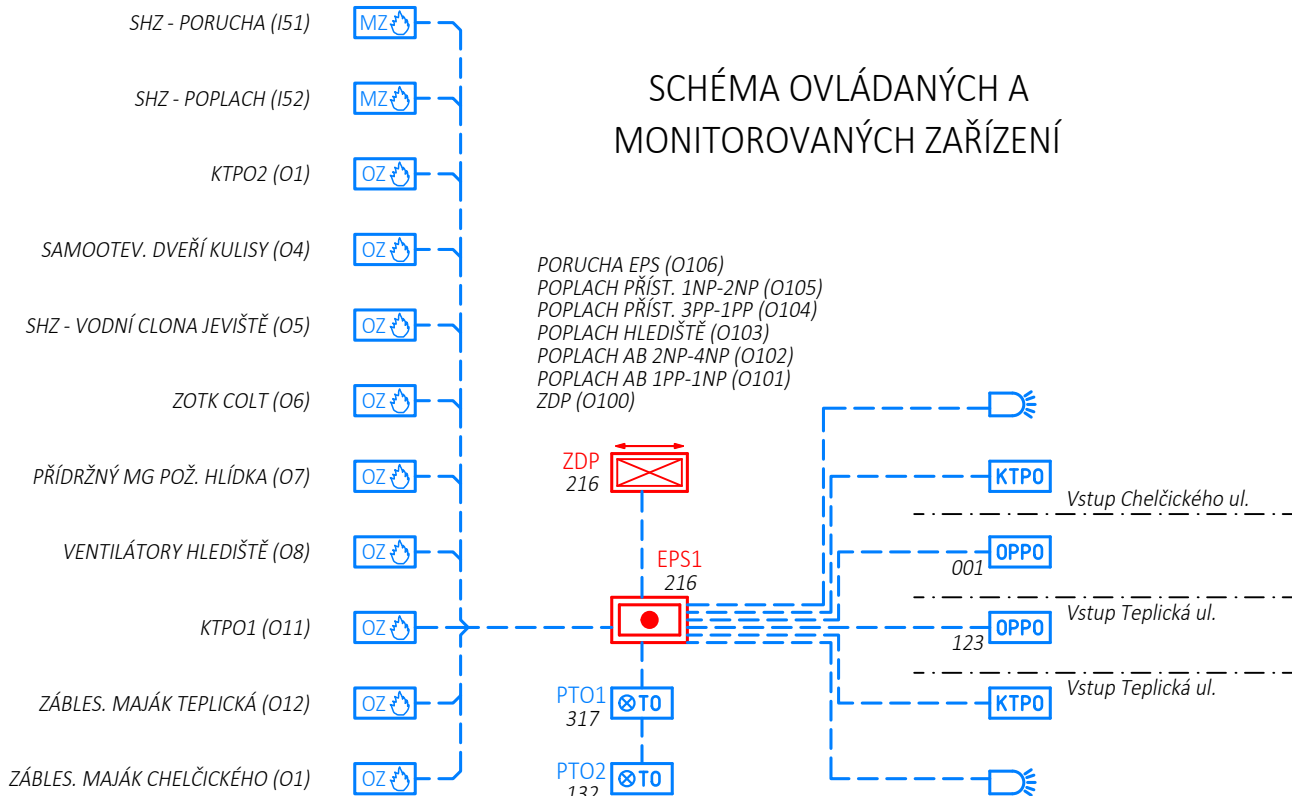 SCHÉMA OVLÁDANÝCH A
MONITOROVANÝCH ZAŘÍZENÍ
SHZ - PORUCHA (I51)
MZ
SHZ - POPLACH (I52)
MZ
KTPO2 (O1)
OZ
SAMOOTEV. DVEŘÍ KULISY (O4)
OZ
SHZ - VODNÍ CLONA JEVIŠTĚ (O5)
OZ
ZOTK COLT (O6)
OZ
PŘÍDRŽNÝ MG POŽ. HLÍDKA (O7)
OZ
VENTILÁTORY HLEDIŠTĚ (O8)
OZ
KTPO1 (O11)
OZ
ZÁBLES. MAJÁK TEPLICKÁ (O12)
OZ
ZÁBLES. MAJÁK CHELČICKÉHO (O1)
OZ
PORUCHA EPS (O106)
POPLACH PŘÍST. 1NP-2NP (O105)
POPLACH PŘÍST. 3PP-1PP (O104)
POPLACH HLEDIŠTĚ (O103)
POPLACH AB 2NP-4NP (O102)
POPLACH AB 1PP-1NP (O101)
ZDP (O100)
ZDP
216
EPS1
216
PTO1
317
TO
PTO2
132
TO
KTPO
Vstup Chelčického ul.
OPPO
001
Vstup Teplická ul.
OPPO
123
Vstup Teplická ul.
KTPO